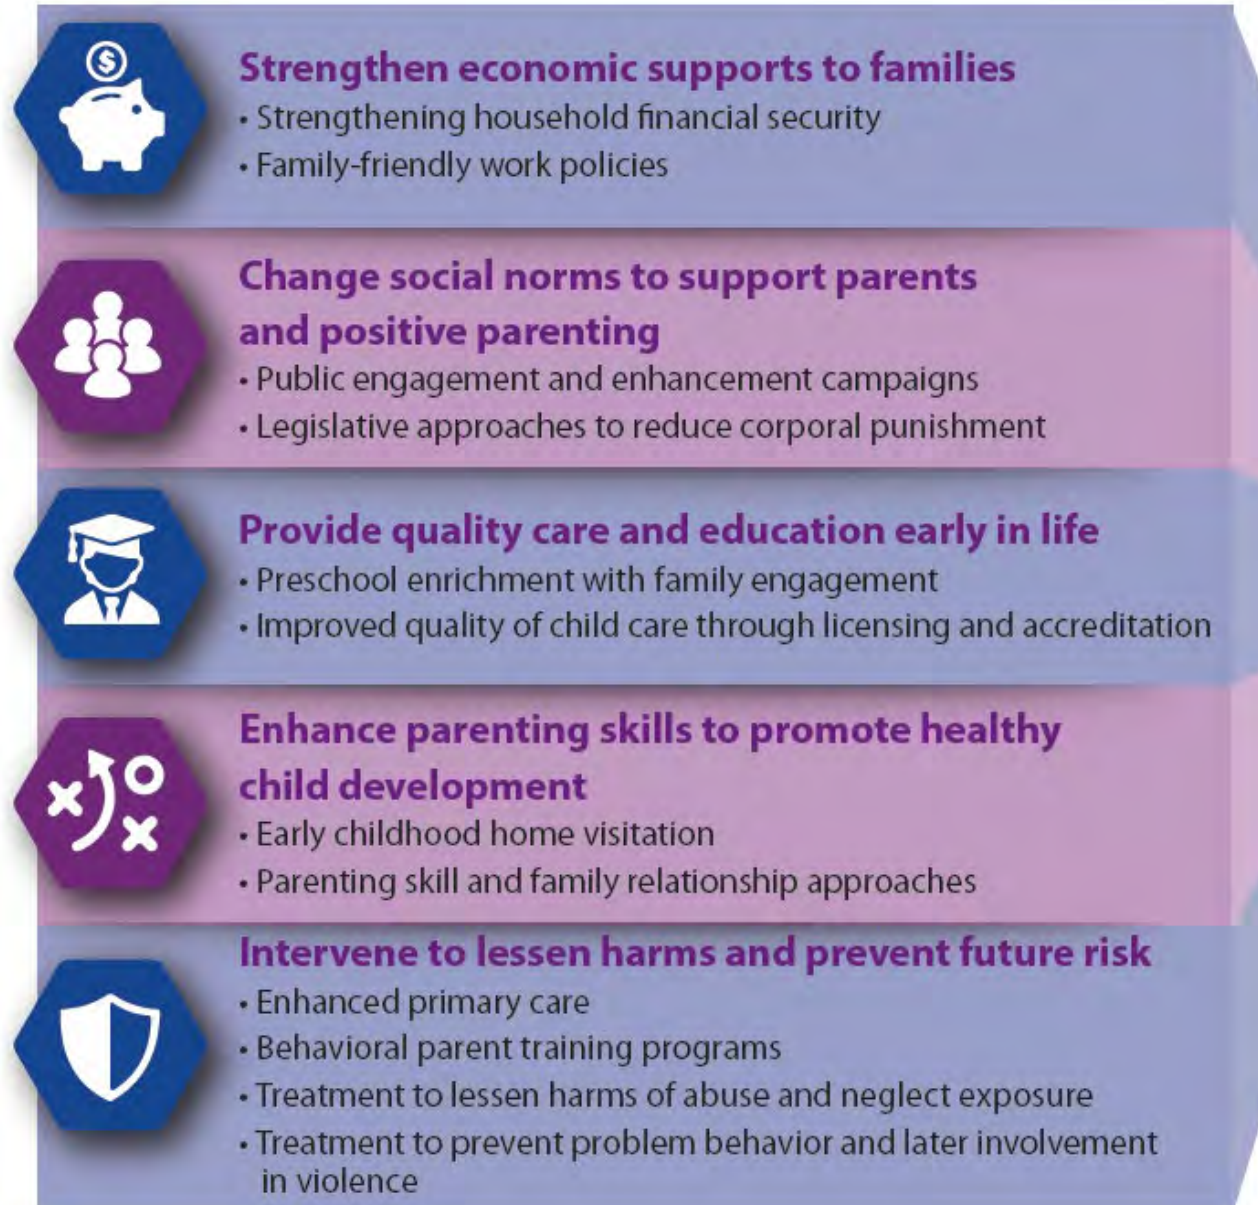 $
Strengthen economic supports to families
• Strengthening household financial security
• Family-friendly work policies
Change social norms to support parents
and positive parenting
• Public engagement and enhancement campaigns
• Legislative approaches to reduce corporal punishment
Provide quality care and education early in life
• Preschool enrichment with family engagement
• Improved quality of child care through licensing and accreditation
Enhance parenting skills to promote healthy
child development
• Early childhood home visitation
• Parenting skill and family relationship approaches
Intervene to lessen harms and prevent future risk
• Enhanced primary care
• Behavioral parent training programs
• Treatment to lessen harms of abuse and neglect exposure
• Treatment to prevent problem behavior and later involvement
in violence